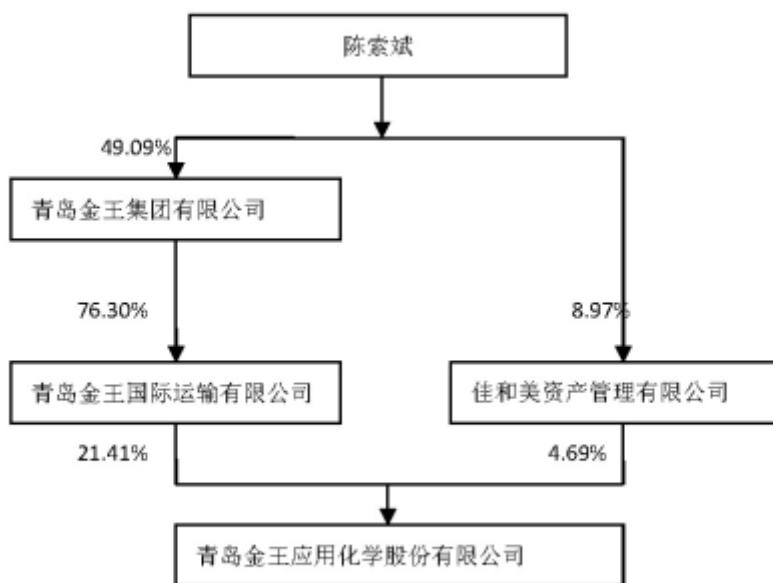 陈索斌
49.09%
青岛金王集团有限公司
76.30%
8.97%
青岛金王国际运输有限公司
佳和美资产管理有限公司
21.41%
4.69%
青岛金王应用化学股份有限公司